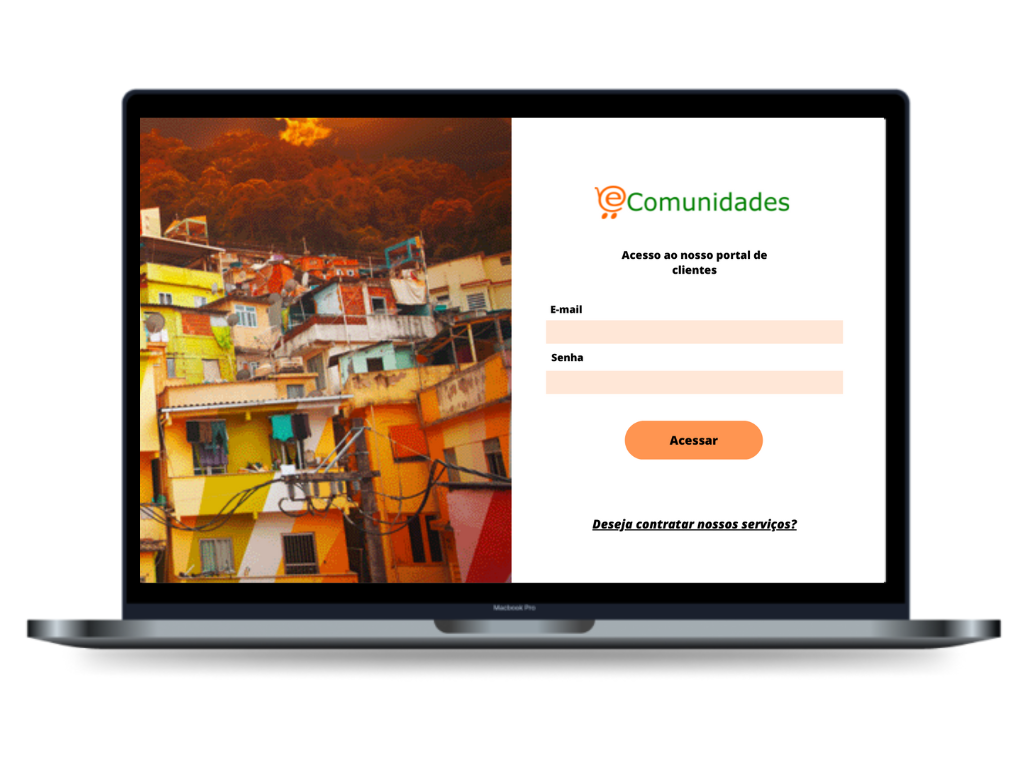 eComunidades
Acesso ao nosso portal de
clientes
E-mail
Senha
Acessar
Deseja contratar nossos serviços?
Macbook Pro